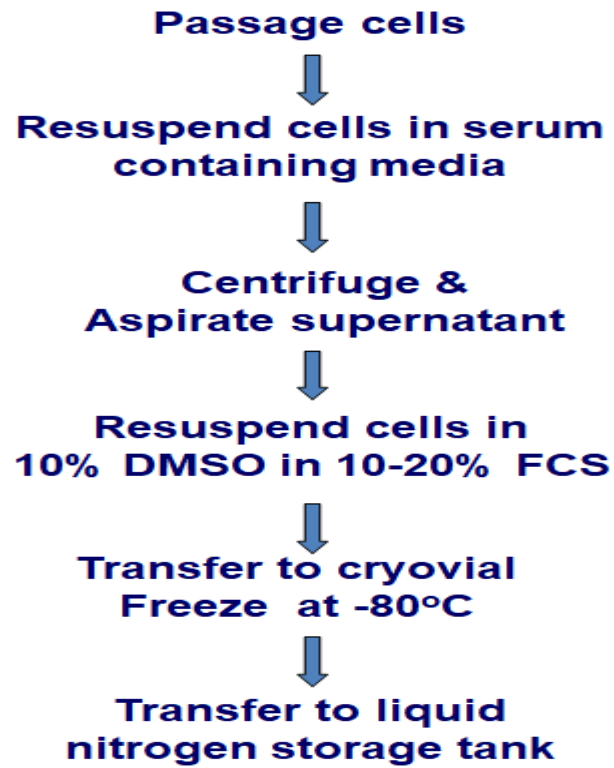 Passage cells
Resuspend cells in serum
containing media
Centrifuge &
Aspirate supernatant
Resuspend cells in
10% DMSO in 10-20% FCS
Transfer to cryovial
Freeze at -80°C
Transfer to liquid
nitrogen storage tank